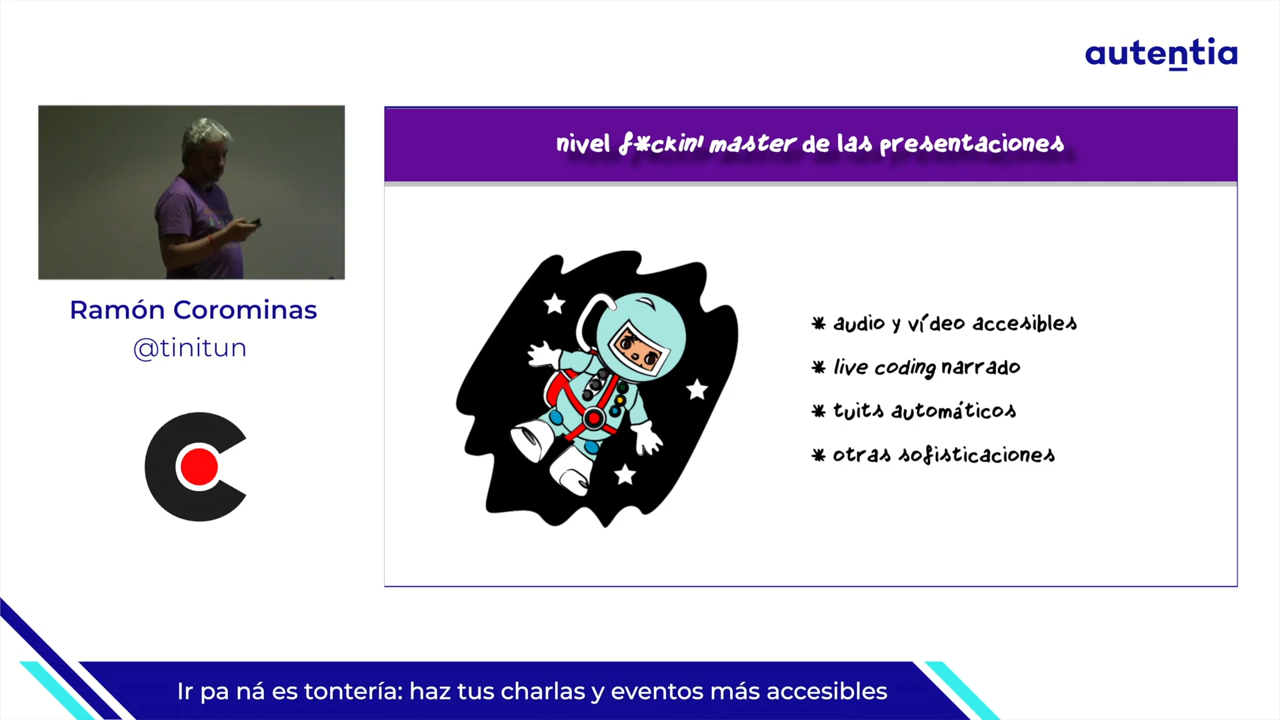 autentia
nivel f*ckin' master de las presentaciones
* audio y vídeo accesibles
* live coding narrado
* tuits automáticos
* otras sofisticaciones
Ramón Corominas
@tinitun
Ir pa ná es tontería: haz tus charlas y eventos más accesibles